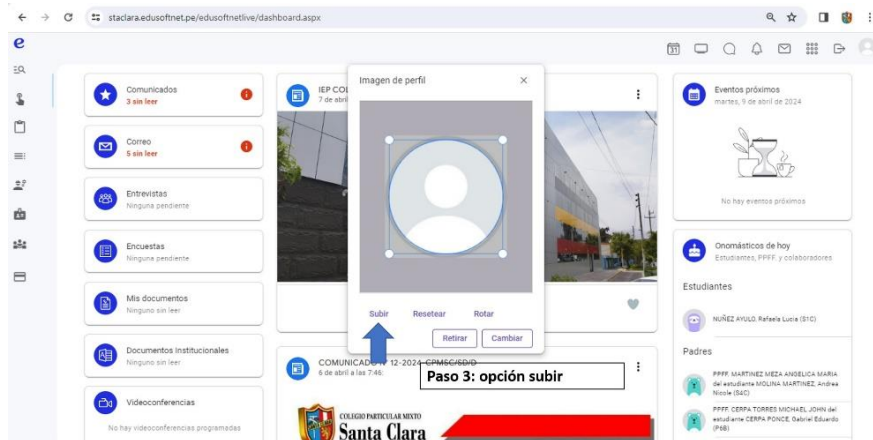 staclara.edusoftnet.pe/edusoftnetlive/dashboard.aspx
e
31
Comunicados
3 sin leer
Correo
5 sin leer
Entrevistas
Ninguna pendiente
Encuestas
Ninguna pendiente
Mis documentos
Ninguno sin leer
Documentos Institucionales
Ninguno sin leer
Videoconferencias
No hay videoconferencias programadas
IEP COL
7 de abril
Imagen de perfil
Subir Resetear Rotar
Retirar Cambiar
Paso 3: opción subir
COMUNICADO N° 12-2024-CPMSC/SD/D
6 de abril a las 7:46:
COLEGIO PARTICULAR MIXTO
Santa Clara
Eventos próximos
martes, 9 de abril de 2024
No hay eventos próximos
Onomásticos de hoy
Estudiantes, PPFF. y colaboradores
Estudiantes
NUÑEZ AYULO, Rafaela Lucia (S1C)
Padres
PPFF. MARTINEZ MEZA ANGELICA MARIA
del estudiante MOLINA MARTINEZ, Andrea
Nicole (S4C)
PPFF. CERPA TORRES MICHAEL JOHN del
estudiante CERPA PONCE, Gabriel Eduardo
(P6B)